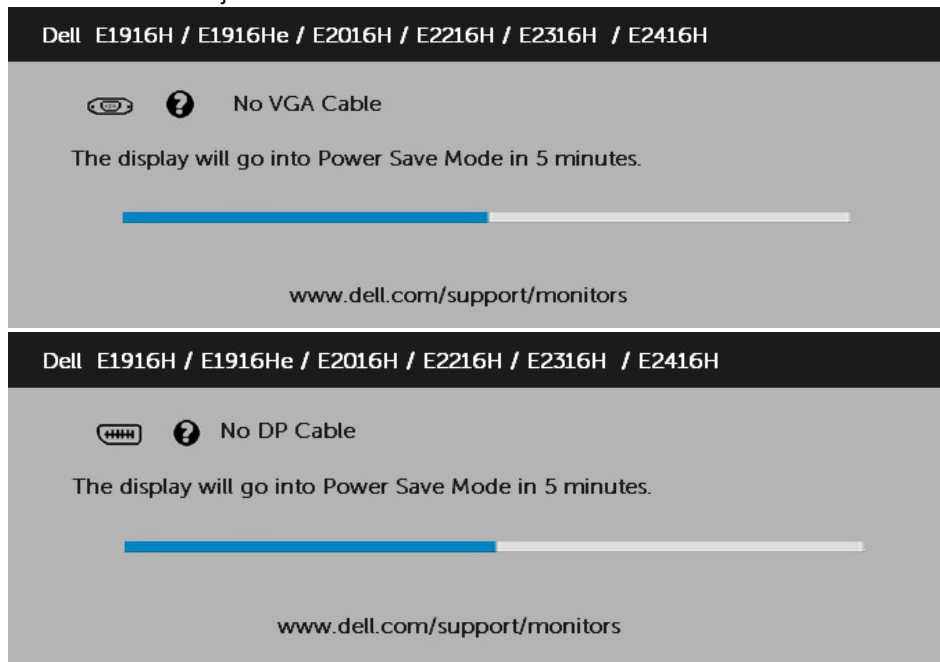 Dell E1916H / E1916He / E2016H / E2216H / E2316H / E2416H
No VGA Cable
The display will go into Power Save Mode in 5 minutes.
www.dell.com/support/monitors
Dell E1916H / E1916He / E2016H / E2216H / E2316H / E2416H
No DP Cable
The display will go into Power Save Mode in 5 minutes.
www.dell.com/support/monitors